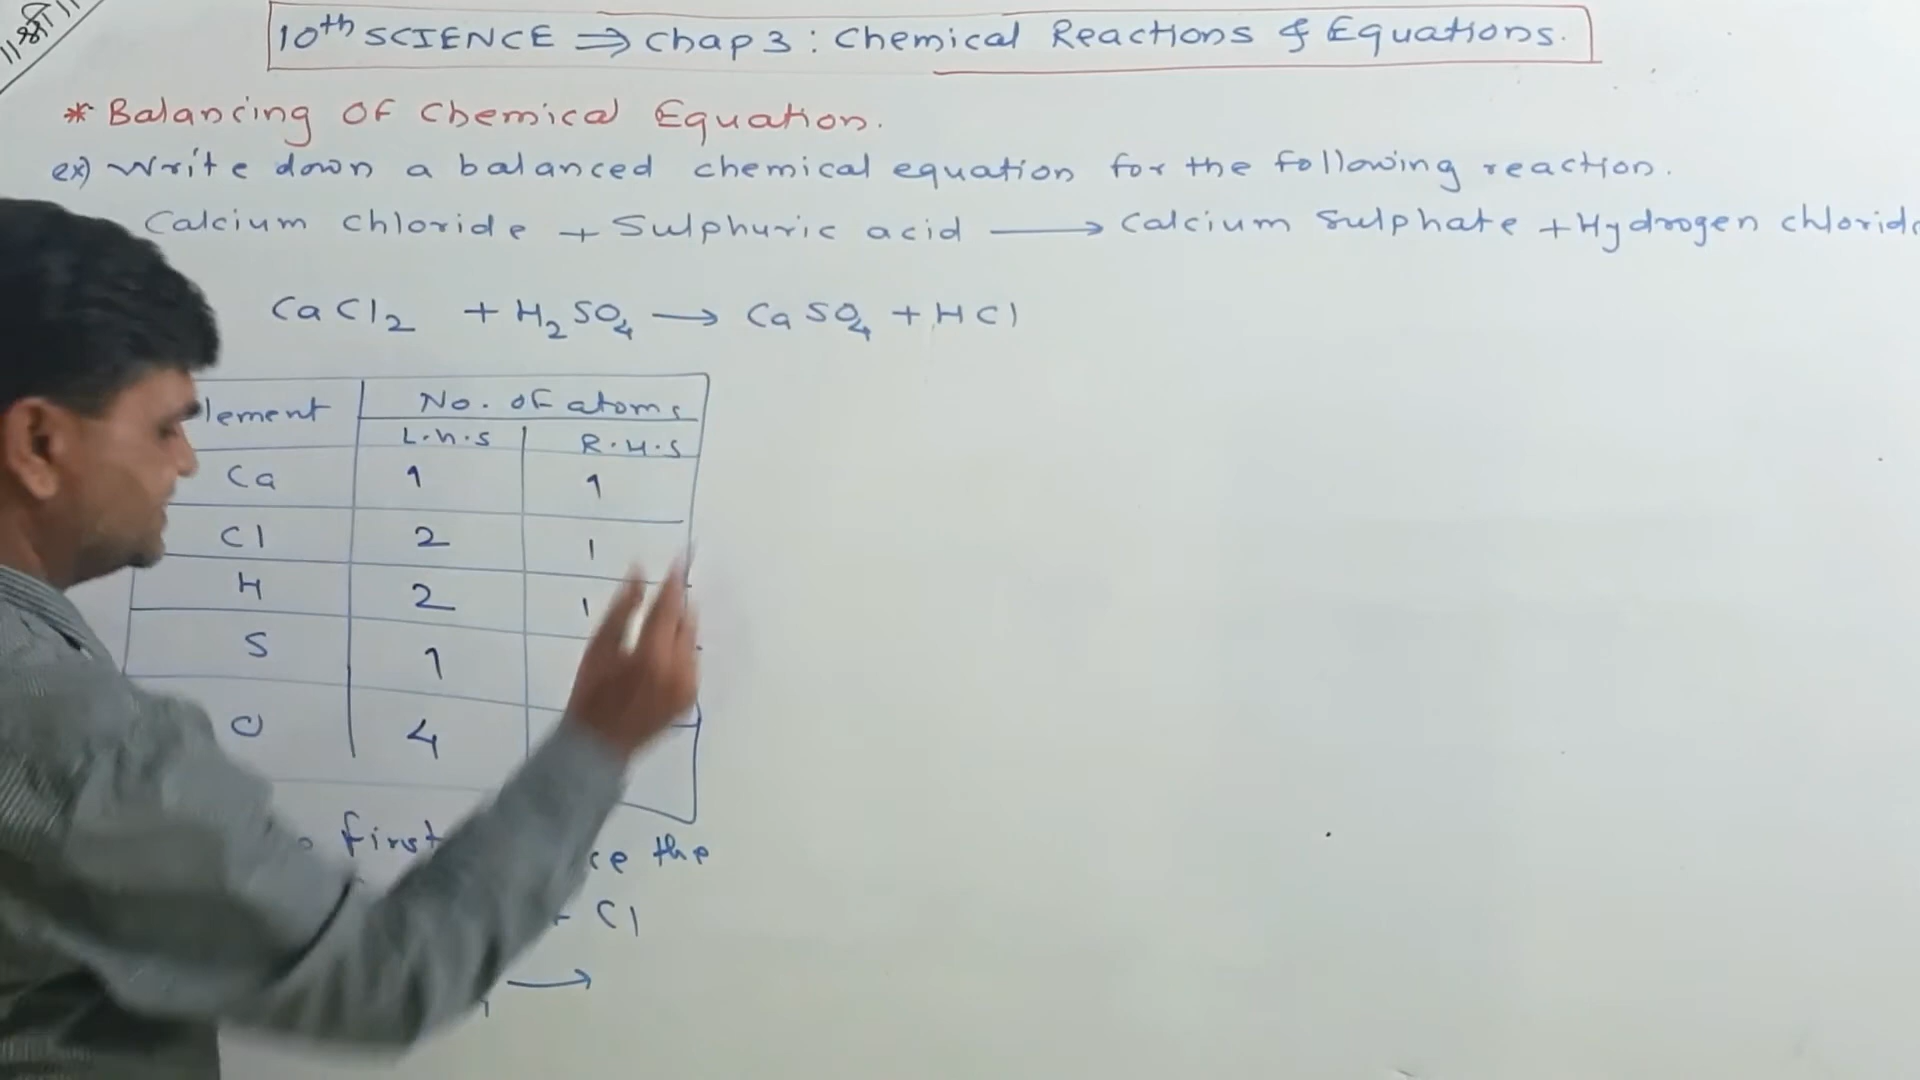 ॥ श्री ॥
10th SCIENCE ⇒ Chap 3 : Chemical Reactions & Equations.
* Balancing OF Chemical Equation.
ex) Write down a balanced chemical equation for the following reaction.
Calcium chloride + Sulphuric acid ⟶ Calcium Sulphate + Hydrogen chlorid
CaCl2 + H2SO4 ⟶ CaSO4 + HCl
lement No. OF atoms
L.h.s R.H.S
Ca 1 1
Cl 2 1
H 2 1
S 1
O 4
first the
Cl
⟶